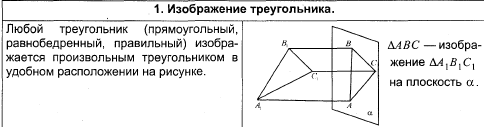 1. Изображение треугольника.
Любой треугольник (прямоугольный,
равнобедренный, правильный) изобра-
жается произвольным треугольником в
удобном расположении на рисунке.
B₁
B
C₁
C
A₁
A
α
ΔABC — изобра-
жение ΔA₁B₁C₁
на плоскость α.